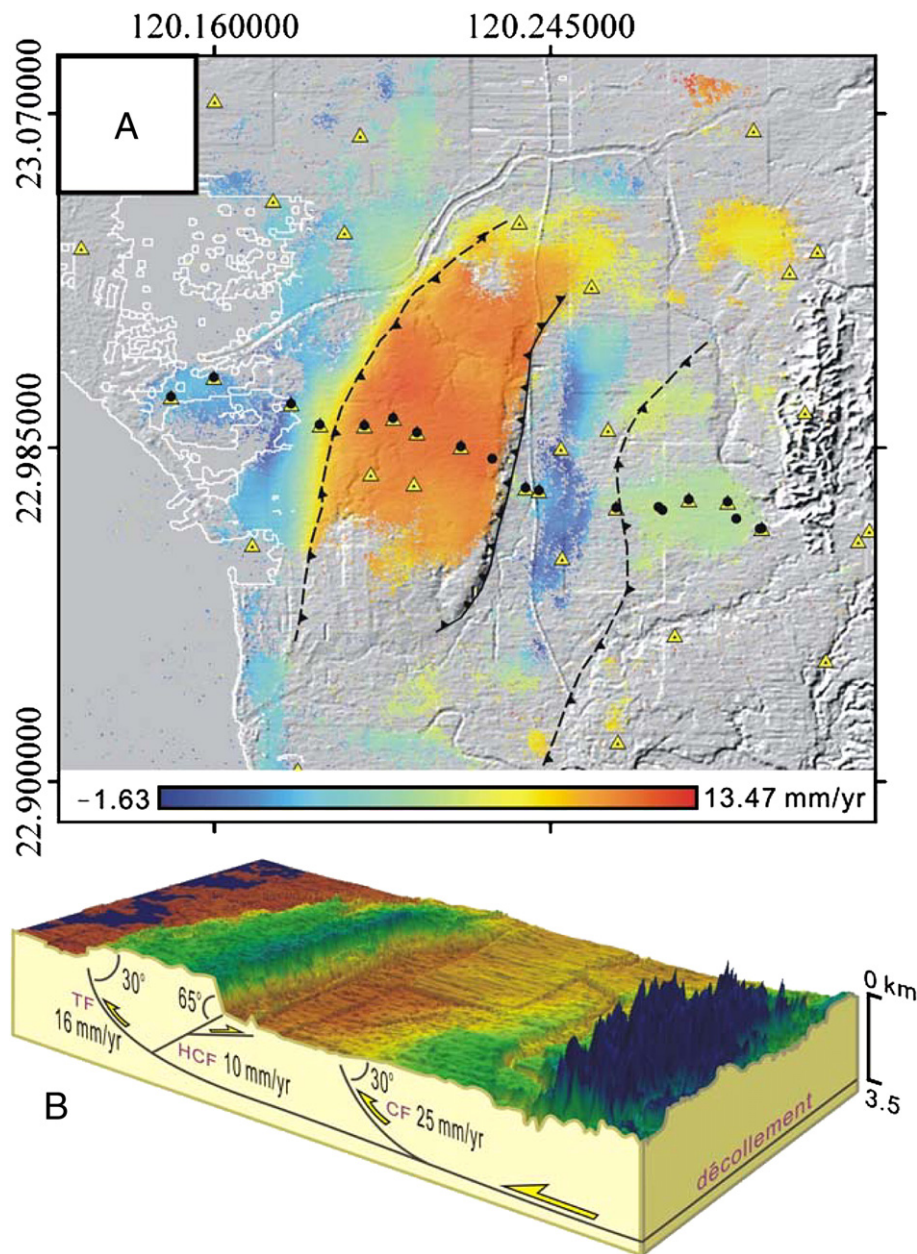 120.160000 120.245000
A
23.070000
22.985000
22.900000
-1.63 13.47 mm/yr
B
30°
TF
16 mm/yr
65°
HCF 10 mm/yr
30°
CF 25 mm/yr
0 km
3.5
décollement